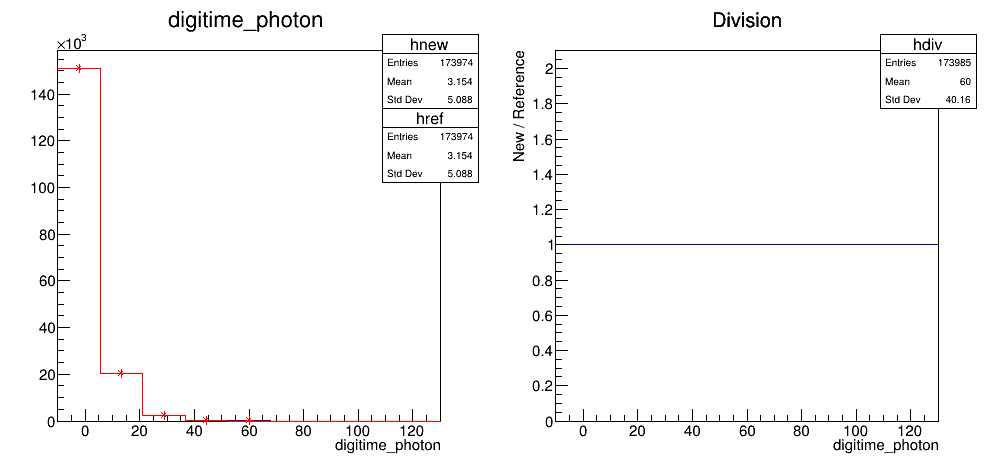 digitime_photon
×10³
hnew
Entries 173974
Mean 3.154
Std Dev 5.088
href
Entries 173974
Mean 3.154
Std Dev 5.088
140
120
100
80
60
40
20
0
0 20 40 60 80 100 120
digitime_photon
Division
hdiv
Entries 173985
Mean 60
Std Dev 40.16
New / Reference
2
1.8
1.6
1.4
1.2
1
0.8
0.6
0.4
0.2
0
0 20 40 60 80 100 120
digitime_photon